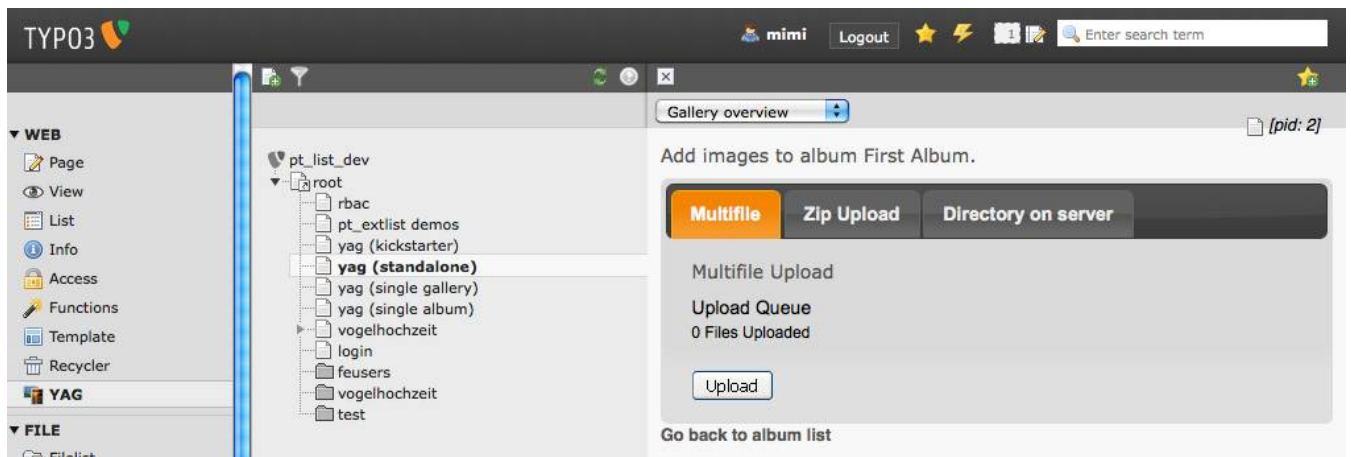 TYPO3
mimi
Logout
1
Enter search term
Gallery overview
[pid: 2]
WEB
Page
View
List
Info
Access
Functions
Template
Recycler
YAG
FILE
Filelist
pt_list_dev
root
rbac
pt_extlist demos
yag (kickstarter)
yag (standalone)
yag (single gallery)
yag (single album)
vogelhochzeit
login
feusers
vogelhochzeit
test
Add images to album First Album.
Multifile
Zip Upload
Directory on server
Multifile Upload
Upload Queue
0 Files Uploaded
Upload
Go back to album list